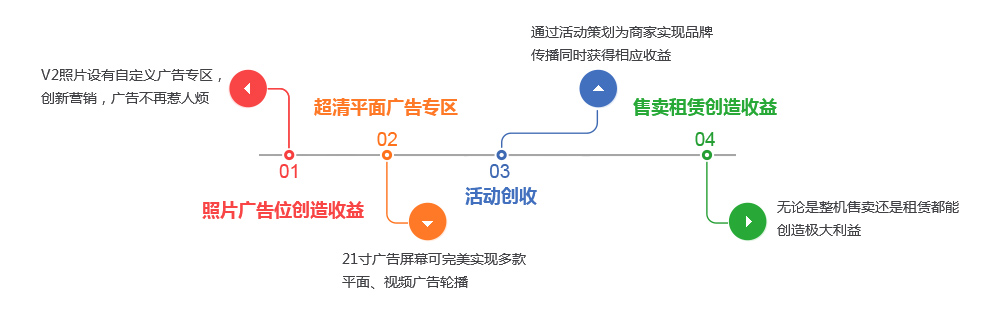 V2照片设有自定义广告专区，
创新营销，广告不再惹人烦
01
照片广告位创造收益
超清平面广告专区
02
21寸广告屏幕可完美实现多款
平面、视频广告轮播
通过活动策划为商家实现品牌
传播同时获得相应收益
03
活动创收
售卖租赁创造收益
04
无论是整机售卖还是租赁都能
创造极大利益